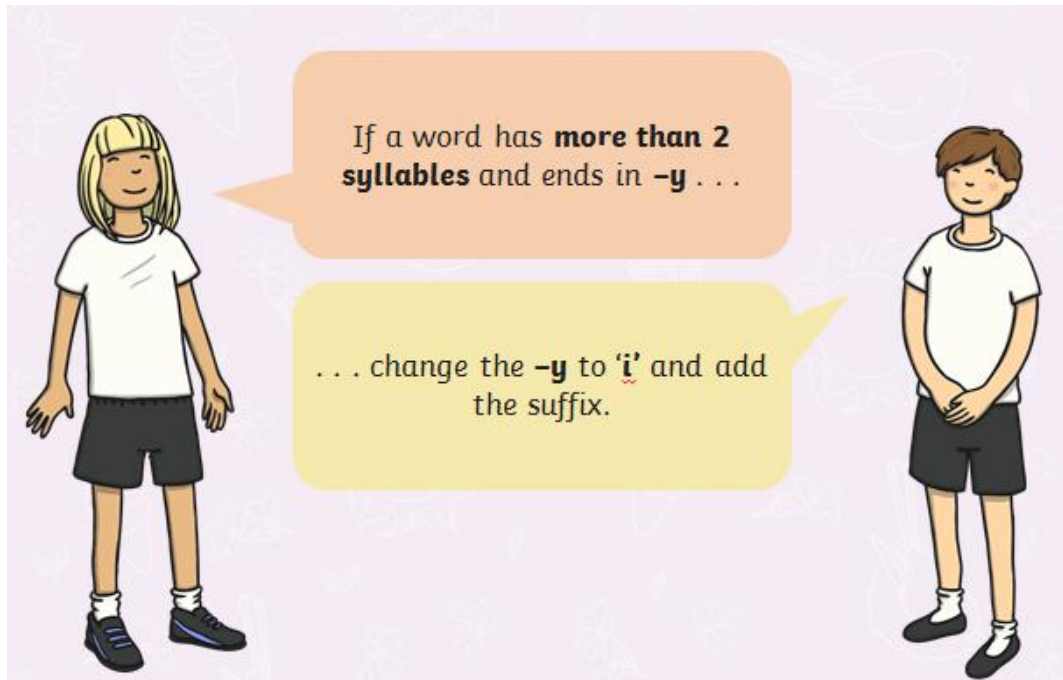 If a word has more than 2
syllables and ends in –y . . .
. . . change the –y to ‘i’ and add
the suffix.